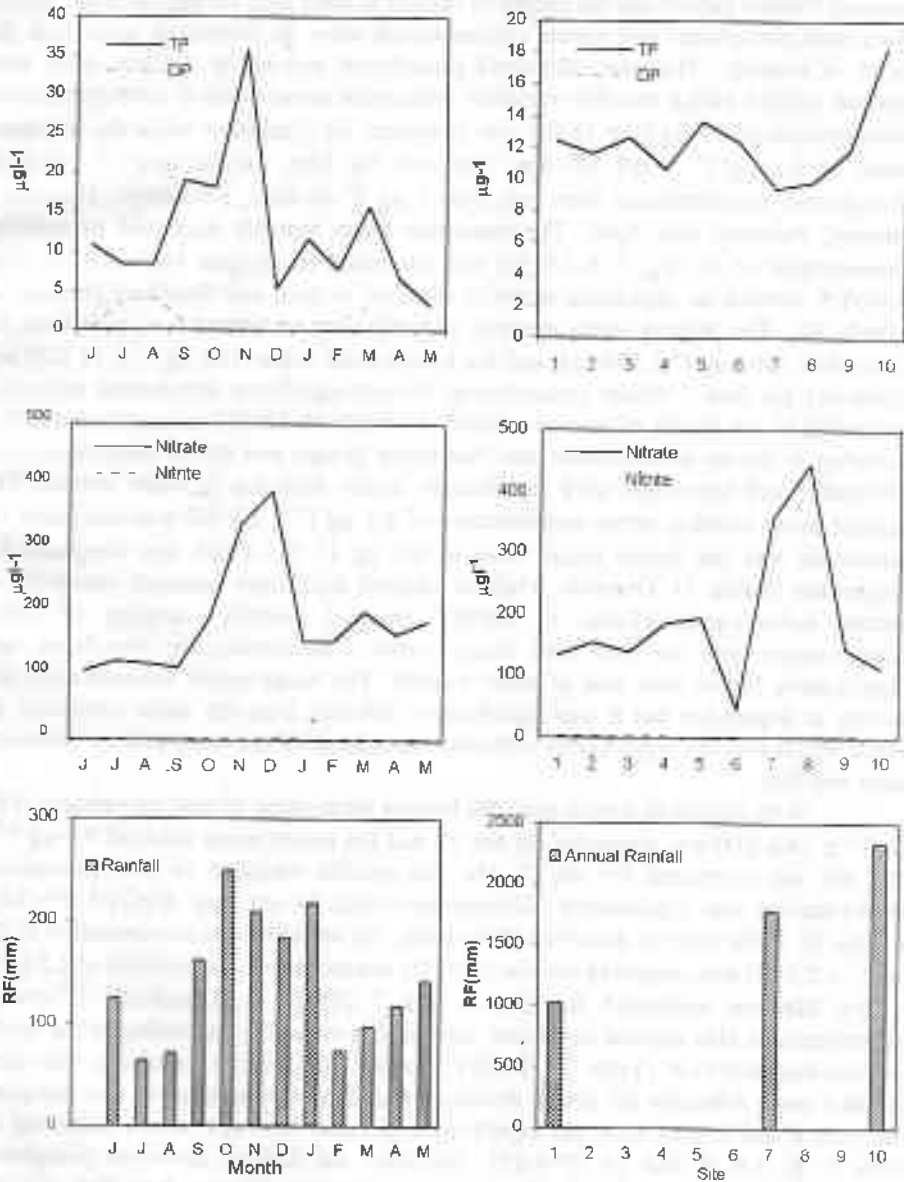 40
35
30
25
20
15
10
5
0
µgl-1
TP
DP
J J A S O N D J F M A M
20
18
16
14
12
10
8
6
4
2
0
µg-1
TP
DP
1 2 3 4 5 6 7 8 9 10
500
400
300
200
100
0
µgl-1
Nitrate
Nitrite
J J A S O N D J F M A M
500
400
300
200
100
0
µgl-1
Nitrate
Nitrite
1 2 3 4 5 6 7 8 9 10
300
200
100
0
RF(mm)
Rainfall
J J A S O N D J F M A M
Month
2500
2000
1500
1000
500
0
RF(mm)
Annual Rainfall
1 2 3 4 5 6 7 8 9 10
Site